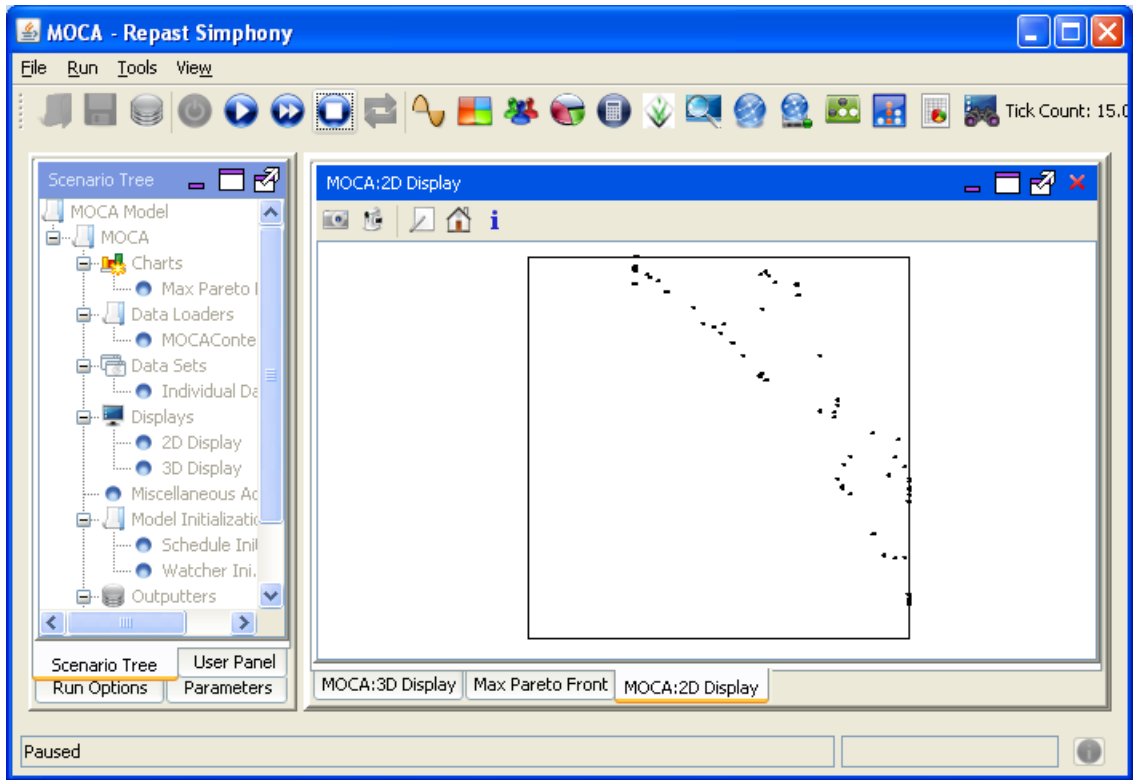 MOCA - Repast Simphony
File Run Tools View
Tick Count: 15.0
Scenario Tree
MOCA Model
MOCA
Charts
Max Pareto
Data Loaders
MOCAConte
Data Sets
Individual Da
Displays
2D Display
3D Display
Miscellaneous Ac
Model Initializatio
Schedule Ini
Watcher Ini.
Outputters
Scenario Tree User Panel
Run Options Parameters
MOCA:2D Display
i
MOCA:3D Display Max Pareto Front MOCA:2D Display
Paused